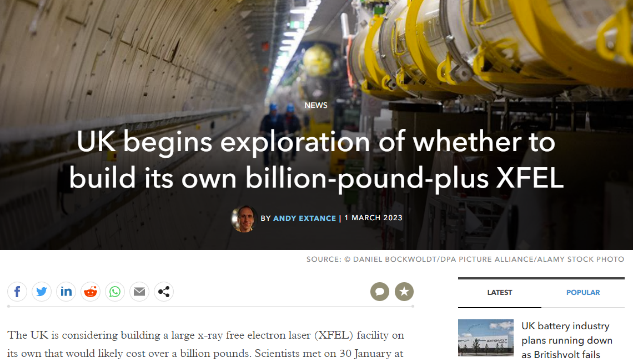 NEWS
UK begins exploration of whether to
build its own billion-pound-plus XFEL
BY ANDY EXTANCE | 1 MARCH 2023
SOURCE: © DANIEL BOCKWOLDT/DPA PICTURE ALLIANCE/ALAMY STOCK PHOTO
The UK is considering building a large x-ray free electron laser (XFEL) facility on
its own that would likely cost over a billion pounds. Scientists met on 30 January at
LATEST
POPULAR
UK battery industry
plans running down
as Britishvolt fails